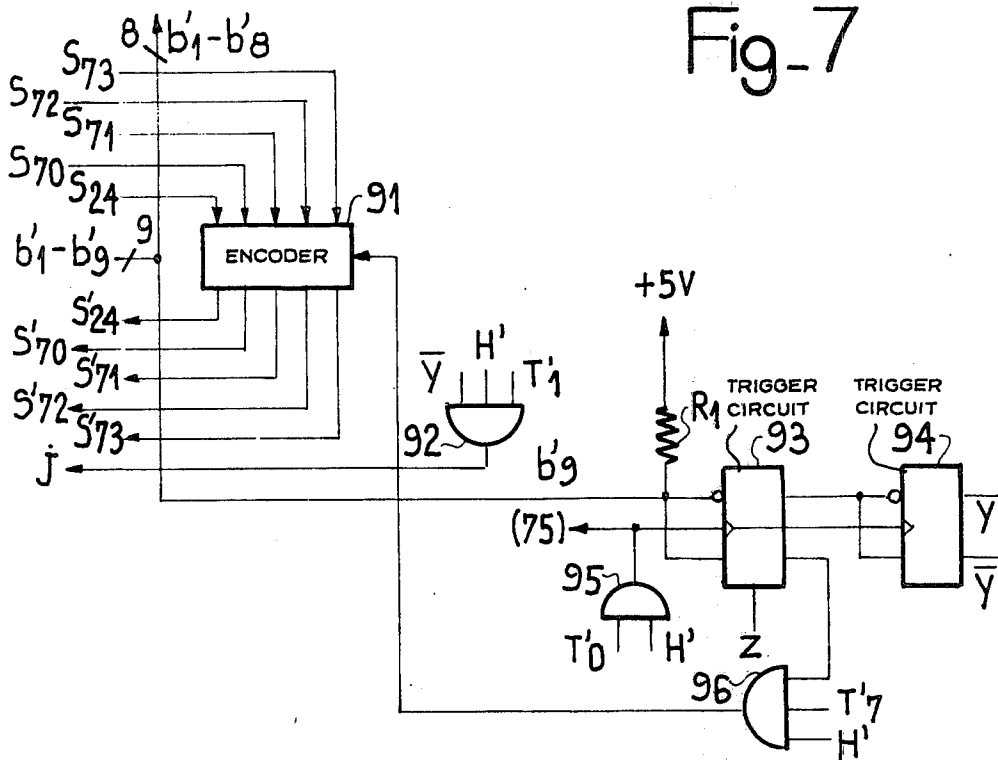 Fig_7
8 b'1-b'8
S73
S72
S71
S70
S24
91
b'1-b'9 9
ENCODER
S'24
S'70
S'71
S'72
S'73
j
Y̅ H' T'1
92
b'9
+5V
R1
TRIGGER CIRCUIT
93
TRIGGER CIRCUIT
94
Y
Y̅
(75)
95
T'0 H'
Z
96
T'7
H'